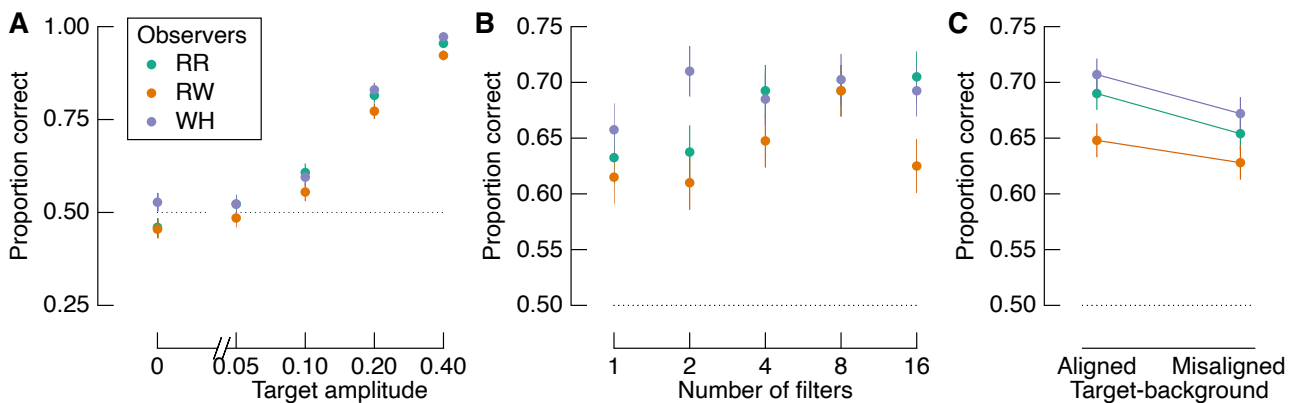 A
Observers
RR
RW
WH
Proportion correct
1.00
0.75
0.50
0.25
0 0.05 0.10 0.20 0.40
Target amplitude
B
Proportion correct
0.75
0.70
0.65
0.60
0.55
0.50
1 2 4 8 16
Number of filters
C
Proportion correct
0.75
0.70
0.65
0.60
0.55
0.50
Aligned Misaligned
Target-background